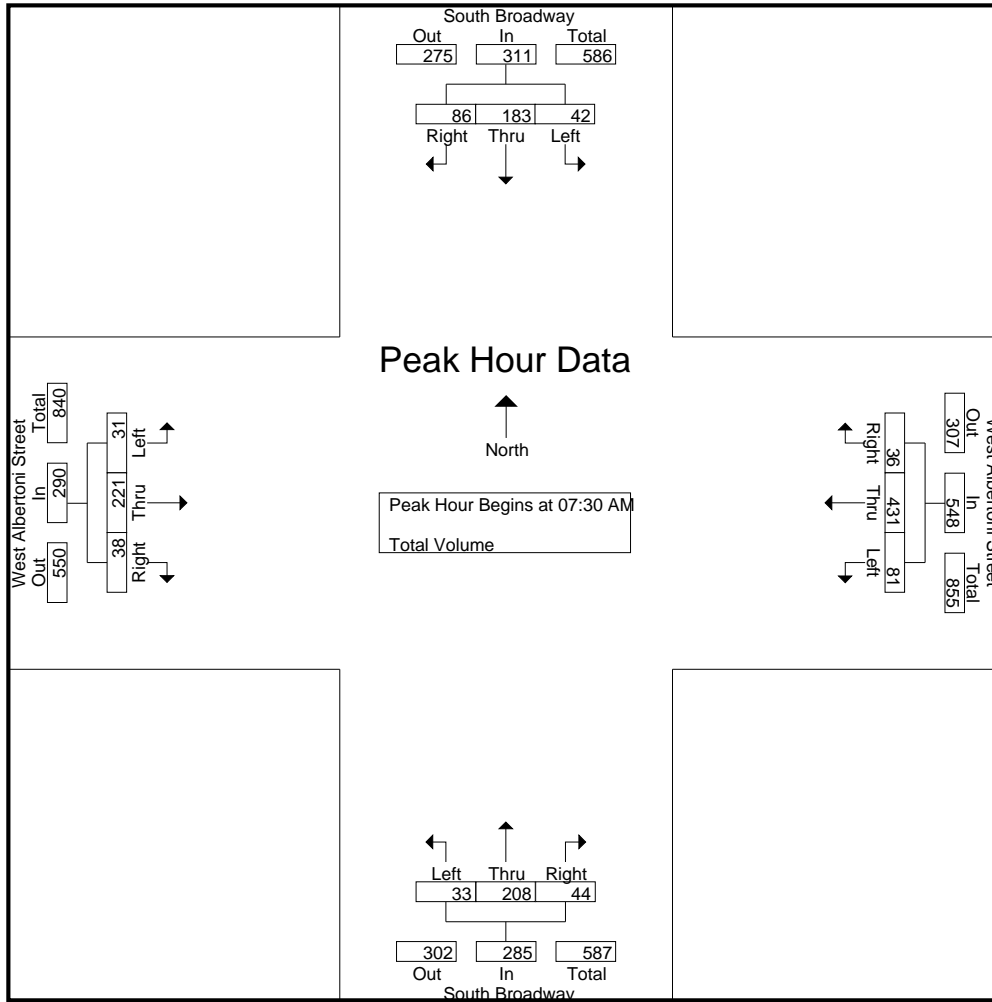 South Broadway
Out In Total
275 311 586
86 183 42
Right Thru Left
Peak Hour Data
North
Peak Hour Begins at 07:30 AM
Total Volume
West Albertoni Street
Total In Out
840 290 550
31 221 38
Left Thru Right
West Albertoni Street
Out In Total
307 548 855
36 431 81
Right Thru Left
Left Thru Right
33 208 44
302 285 587
Out In Total
South Broadway